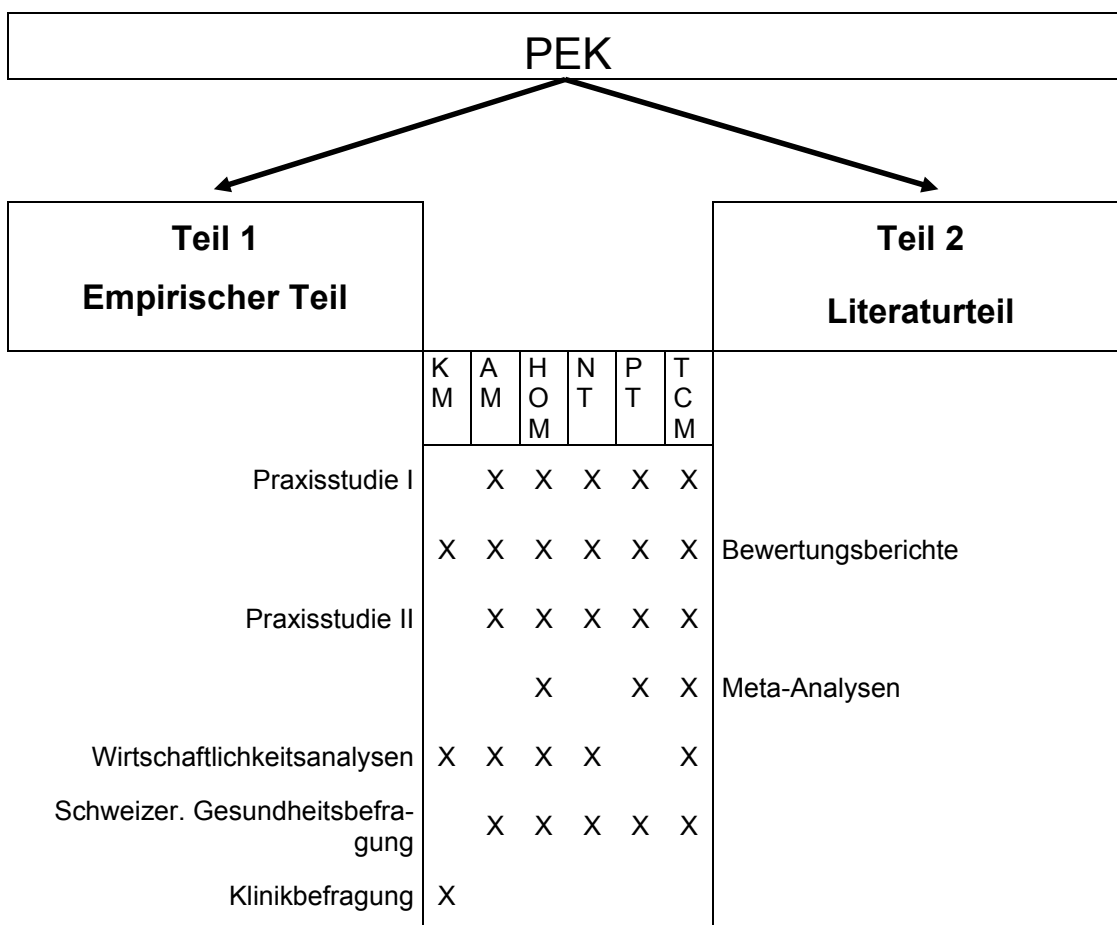 PEK
Teil 1
Empirischer Teil
Teil 2
Literaturteil
K M
A M
H O M
N T
P T
T C M
Praxisstudie I X X X X X
X X X X X X Bewertungsberichte
Praxisstudie II X X X X X
X X X Meta-Analysen
Wirtschaftlichkeitsanalysen X X X X X
Schweizer. Gesundheitsbefra-
gung X X X X X
Klinikbefragung X